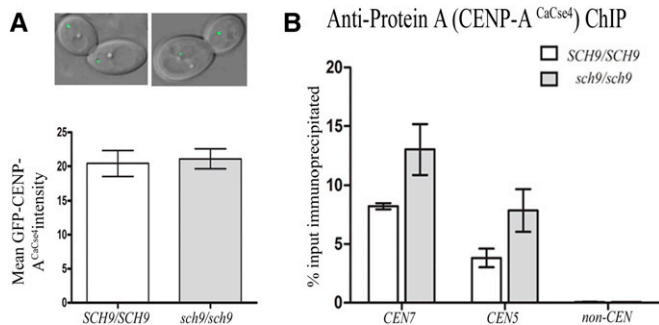 A
Mean GFP-CENP-
A^CaCse4 intensity
25
20
15
10
5
0
SCH9/SCH9 sch9/sch9
B Anti-Protein A (CENP-A ^CaCse4) ChIP
SCH9/SCH9
sch9/sch9
% input immunoprecipitated
20
15
10
5
0
CEN7 CEN5 non-CEN